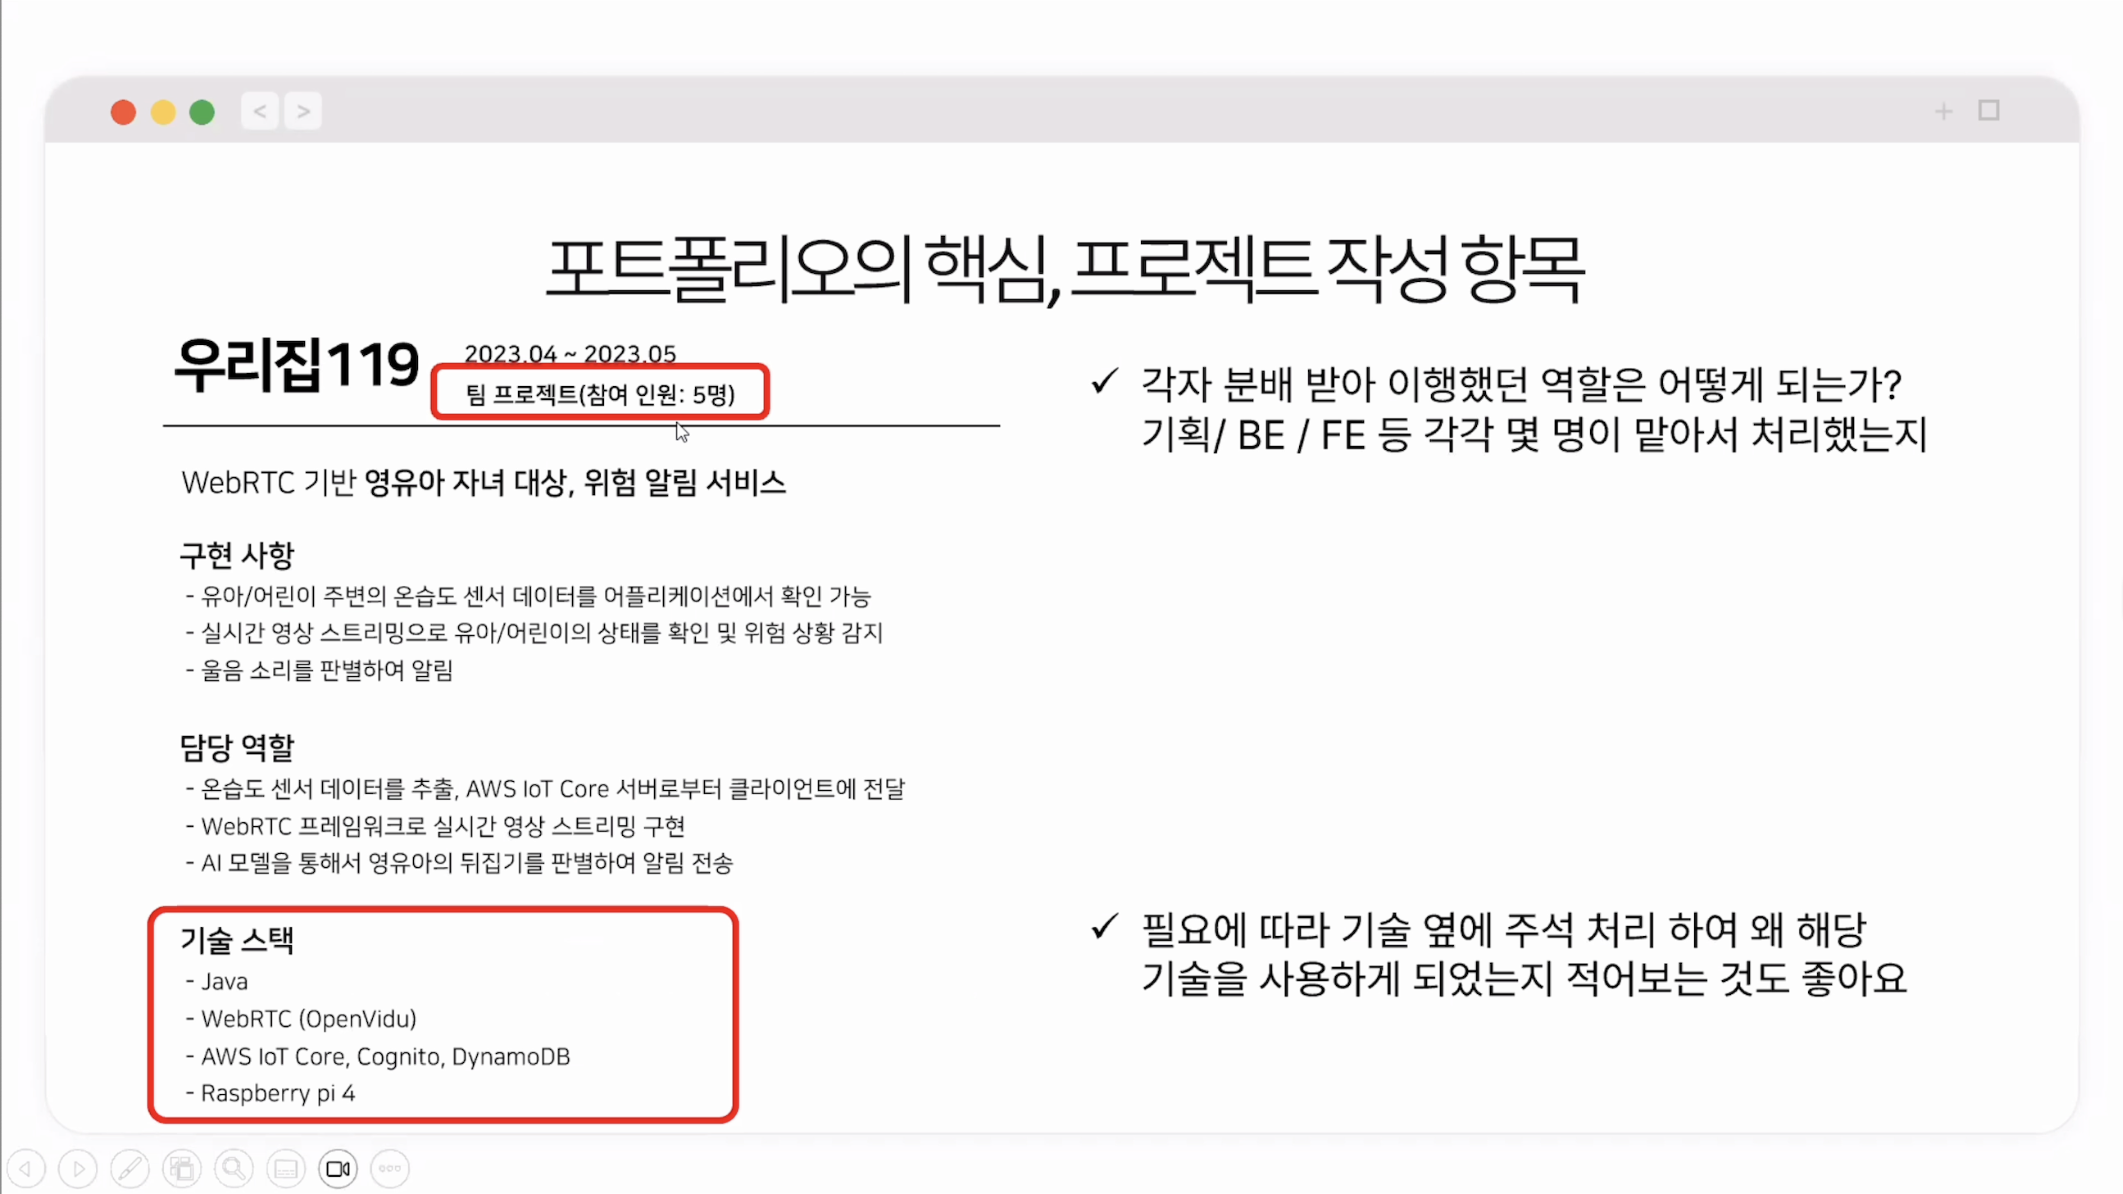 포트폴리오의 핵심, 프로젝트 작성 항목
우리집119
2023.04 ~ 2023.05
팀 프로젝트(참여 인원: 5명)
WebRTC 기반 영유아 자녀 대상, 위험 알림 서비스
구현 사항
- 유아/어린이 주변의 온습도 센서 데이터를 어플리케이션에서 확인 가능
- 실시간 영상 스트리밍으로 유아/어린이의 상태를 확인 및 위험 상황 감지
- 울음 소리를 판별하여 알림
담당 역할
- 온습도 센서 데이터를 추출, AWS IoT Core 서버로부터 클라이언트에 전달
- WebRTC 프레임워크로 실시간 영상 스트리밍 구현
- AI 모델을 통해서 영유아의 뒤집기를 판별하여 알림 전송
기술 스택
- Java
- WebRTC (OpenVidu)
- AWS IoT Core, Cognito, DynamoDB
- Raspberry pi 4
✓ 각자 분배 받아 이행했던 역할은 어떻게 되는가?
기획/ BE / FE 등 각각 몇 명이 맡아서 처리했는지
✓ 필요에 따라 기술 옆에 주석 처리 하여 왜 해당
기술을 사용하게 되었는지 적어보는 것도 좋아요